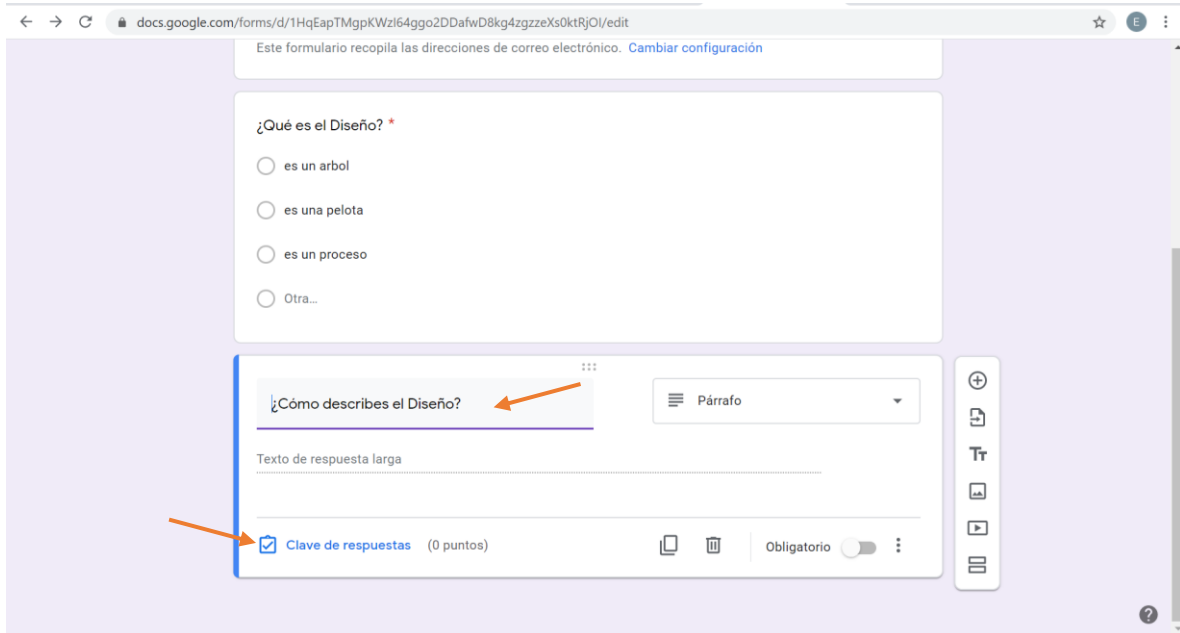 docs.google.com/forms/d/1HqEapTMgpKWzl64ggo2DDafwD8kg4zgzzeXs0ktRjOI/edit
E
Este formulario recopila las direcciones de correo electrónico. Cambiar configuración
¿Qué es el Diseño? *
es un arbol
es una pelota
es un proceso
Otra...
¿Cómo describes el Diseño?
Párrafo
Texto de respuesta larga
Tт
Clave de respuestas (0 puntos)
Obligatorio